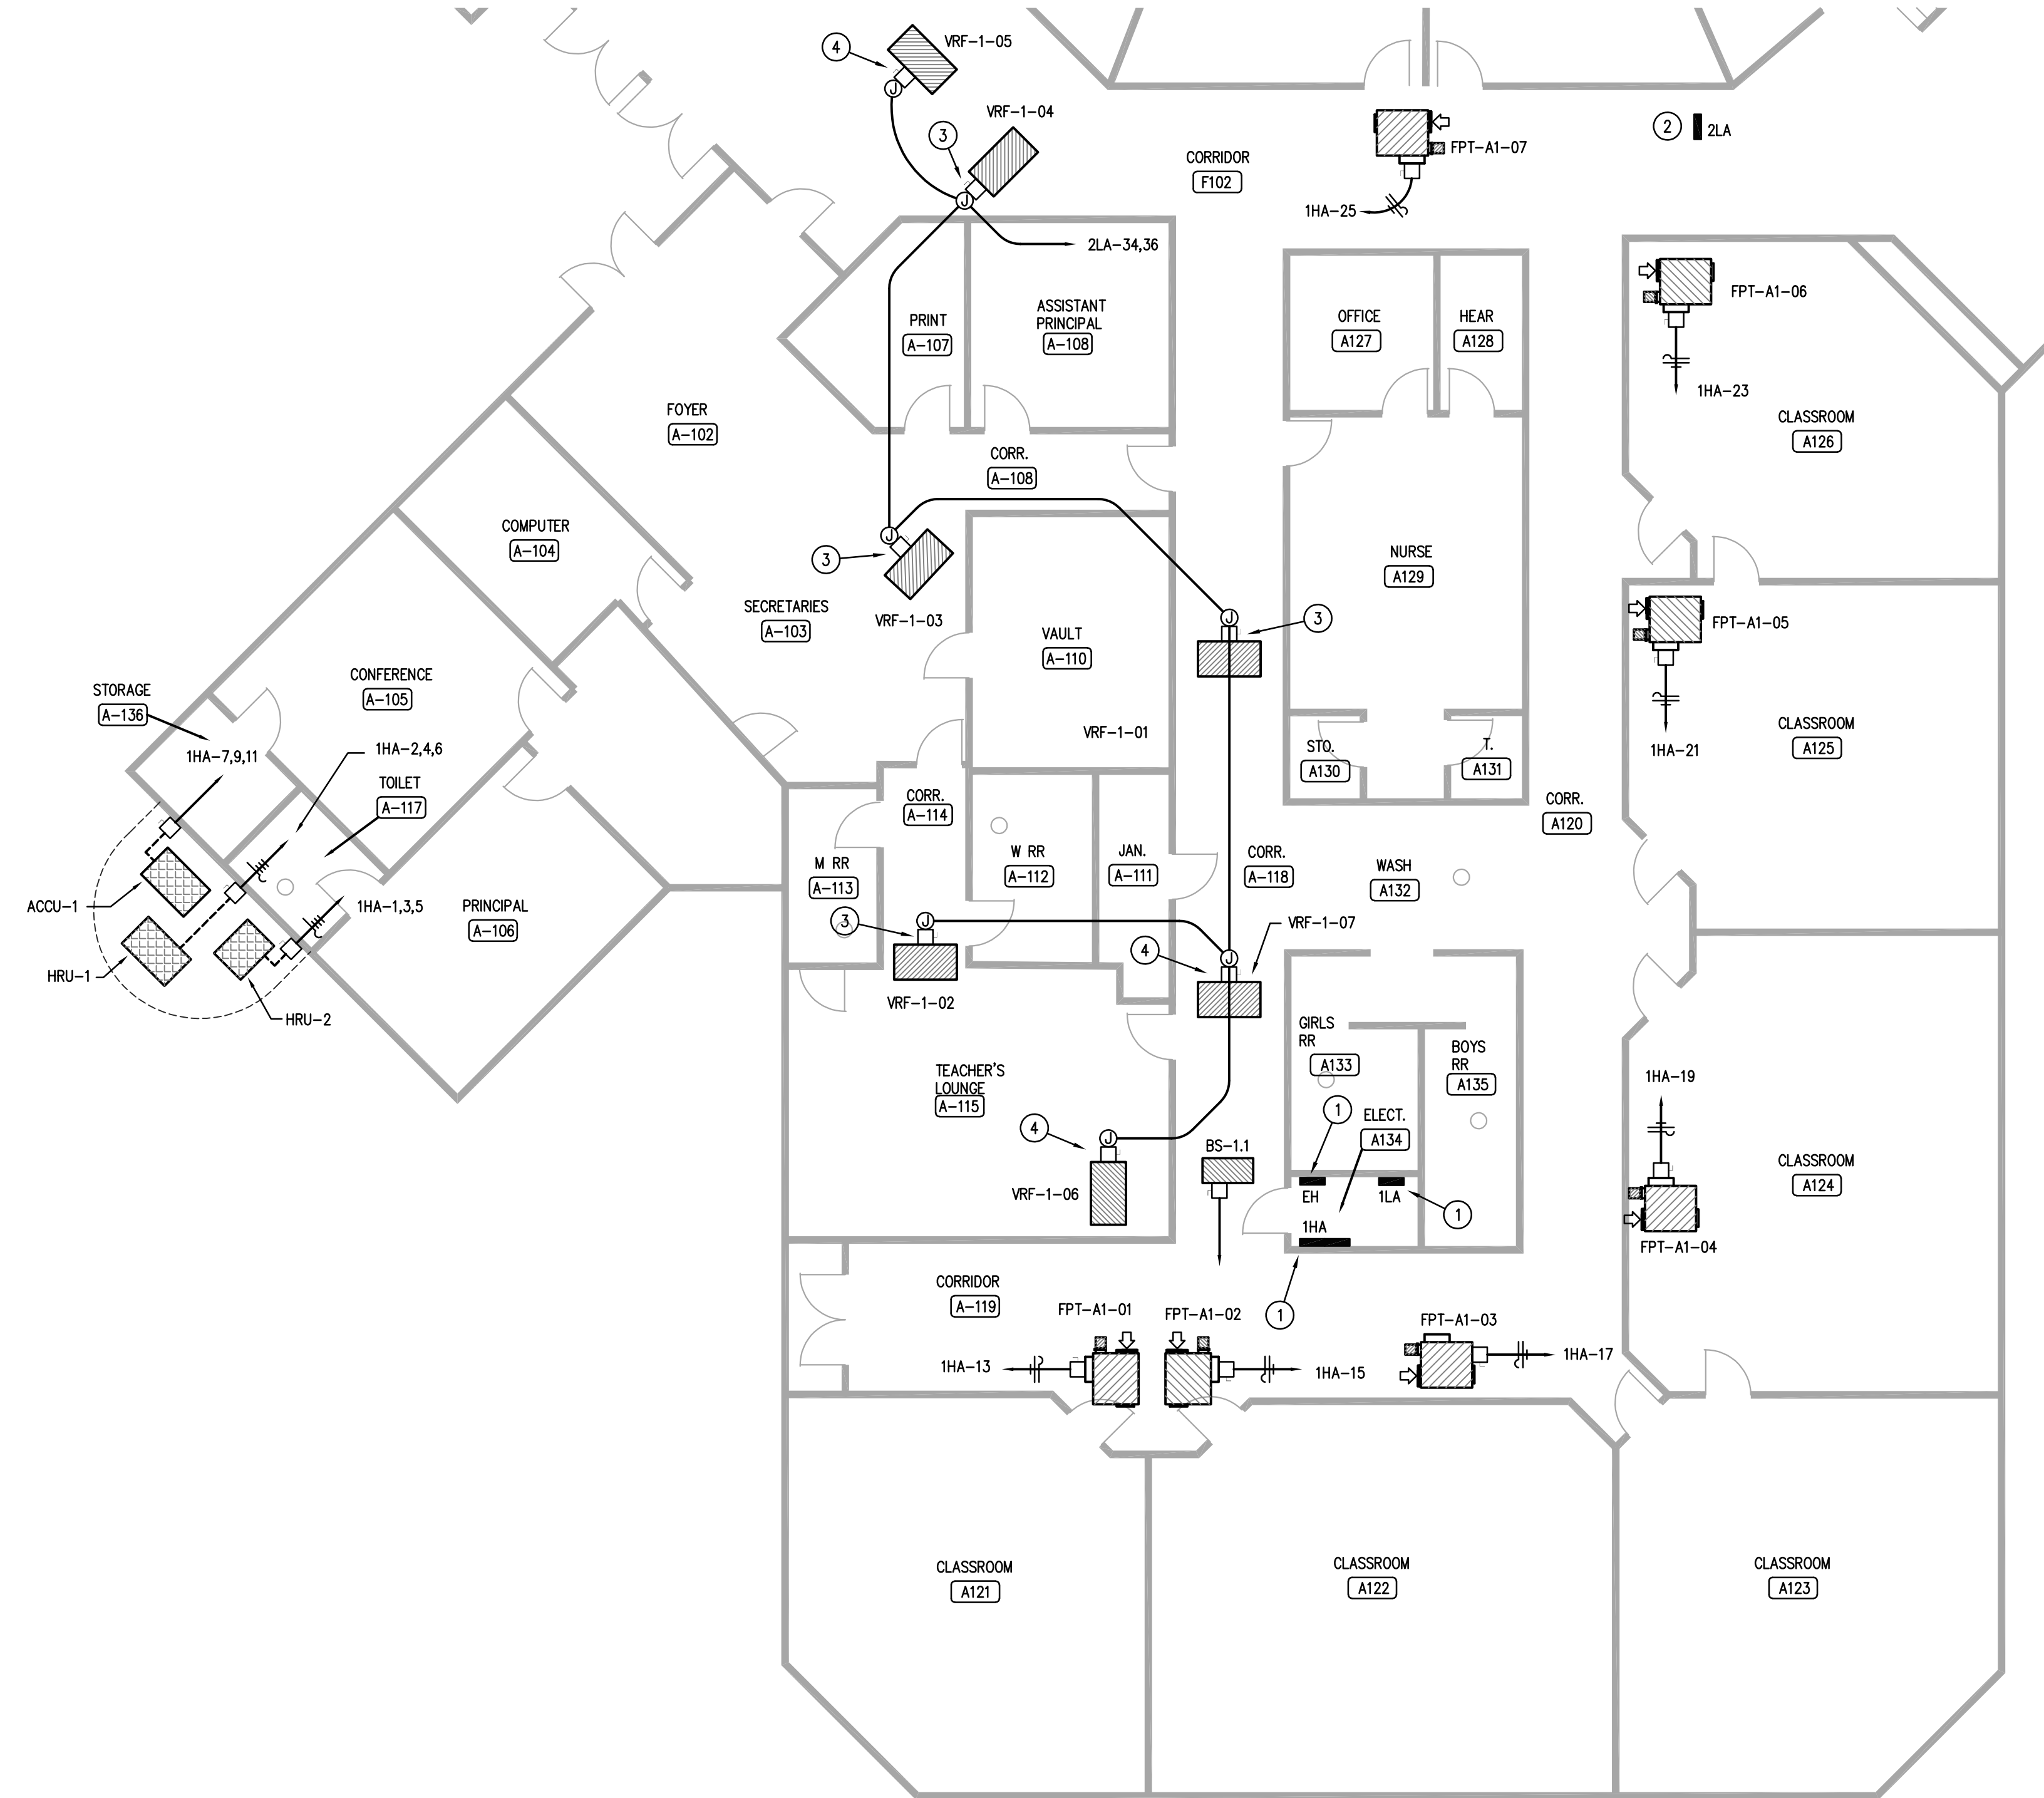 4
VRF-1-05
VRF-1-04
3
2
2LA
FPT-A1-07
CORRIDOR
F102
1HA-25
2LA-34,36
FPT-A1-06
ASSISTANT
PRINCIPAL
A-108
PRINT
A-107
OFFICE
A127
HEAR
A128
1HA-23
FOYER
A-102
CLASSROOM
A126
CORR.
A-108
COMPUTER
A-104
3
NURSE
A129
SECRETARIES
A-103
VRF-1-03
3
FPT-A1-05
VAULT
A-110
CONFERENCE
A-105
STORAGE
A-136
VRF-1-01
CLASSROOM
A125
1HA-7,9,11
1HA-2,4,6
STO.
A130
T.
A131
1HA-21
TOILET
A-117
CORR.
A-114
CORR.
A120
M RR
A-113
W RR
A-112
JAN.
A-111
CORR.
A-118
WASH
A132
ACCU-1
1HA-1,3,5
PRINCIPAL
A-106
3
VRF-1-07
4
HRU-1
VRF-1-02
HRU-2
GIRLS
RR
A133
BOYS
RR
A135
TEACHER'S
LOUNGE
A-115
1HA-19
4
1
ELECT.
A134
BS-1.1
CLASSROOM
A124
VRF-1-06
EH
1LA
1
1HA
FPT-A1-04
CORRIDOR
A-119
FPT-A1-01
FPT-A1-02
1
FPT-A1-03
1HA-13
1HA-15
1HA-17
CLASSROOM
A121
CLASSROOM
A122
CLASSROOM
A123
J
J
J
J
J
J
J